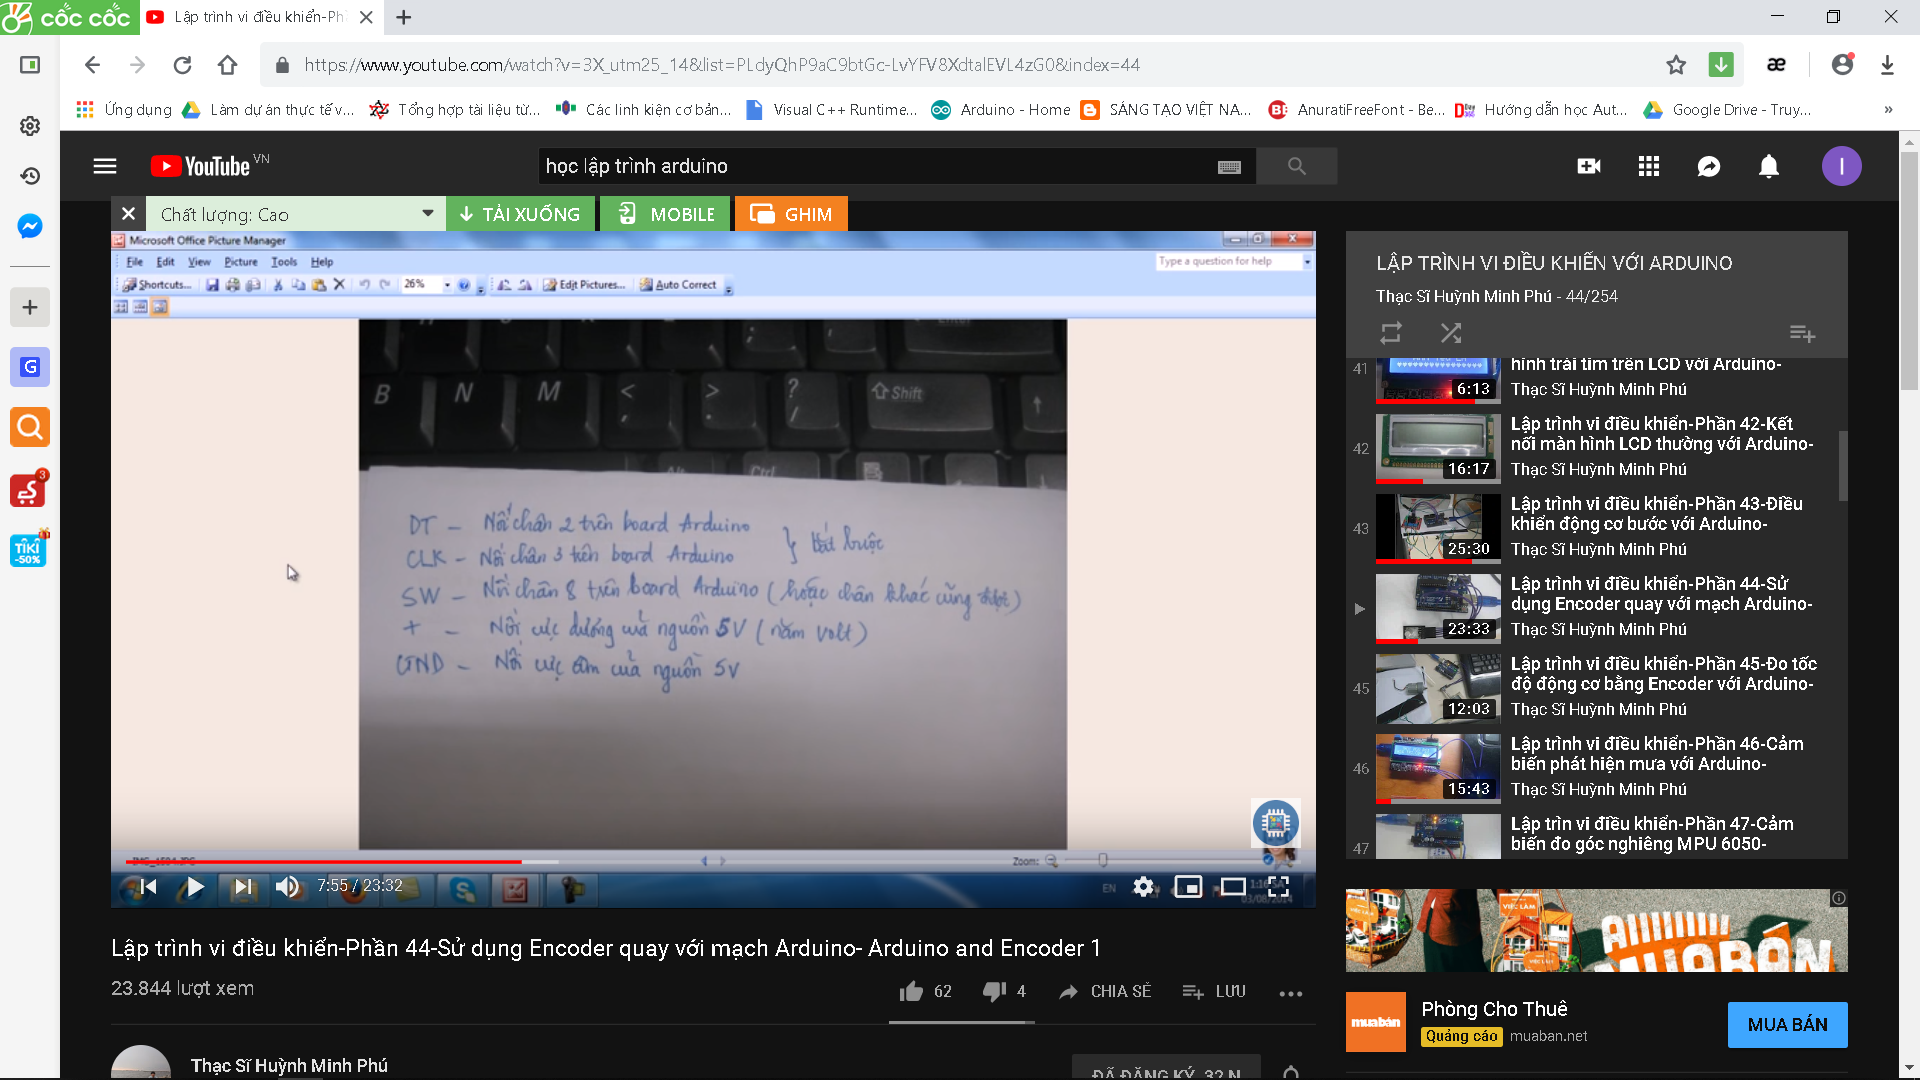 cốc cốc
Lập trình vi điều khiển-Ph
https://www.youtube.com/watch?v=3X_utm25_14&list=PLdyQhP9aC9btGc-LvYFV8XdtalEVL4zG0&index=44
Ứng dụng
Làm dự án thực tế v...
Tổng hợp tài liệu từ...
Các linh kiện cơ bản...
Visual C++ Runtime...
Arduino - Home
SÁNG TẠO VIỆT NA...
AnuratiFreeFont - Be...
Hướng dẫn học Aut...
Google Drive - Truy...
»
YouTube VN
học lập trình arduino
I
Chất lượng: Cao
TẢI XUỐNG
MOBILE
GHIM
G
3
TIKI
-50%
Microsoft Office Picture Manager
File Edit View Picture Tools Help
Type a question for help
Shortcuts...
26%
Edit Pictures...
Auto Correct
Enter
B N M < > ? Shift
Alt Ctrl
DT - Nối chân 2 trên board Arduino
CLK - Nối chân 3 trên board Arduino
} bắt buộc
SW - Nối chân 8 trên board Arduino (hoặc chân khác cũng được)
+ - Nối cực dương của nguồn 5V (năm volt)
GND - Nối cực âm của nguồn 5V
Zoom:
7:55 / 23:32
EN
Lập trình vi điều khiển-Phần 44-Sử dụng Encoder quay với mạch Arduino- Arduino and Encoder 1
23.844 lượt xem
62
4
CHIA SẺ
LƯU
Thạc Sĩ Huỳnh Minh Phú
ĐÃ ĐĂNG KÝ 32 N
LẬP TRÌNH VI ĐIỀU KHIỂN VỚI ARDUINO
Thạc Sĩ Huỳnh Minh Phú - 44/254
41
6:13
hình trái tim trên LCD với Arduino-
Thạc Sĩ Huỳnh Minh Phú
42
16:17
Lập trình vi điều khiển-Phần 42-Kết
nối màn hình LCD thường với Arduino-
Thạc Sĩ Huỳnh Minh Phú
43
25:30
Lập trình vi điều khiển-Phần 43-Điều
khiển động cơ bước với Arduino-
Thạc Sĩ Huỳnh Minh Phú
23:33
Lập trình vi điều khiển-Phần 44-Sử
dụng Encoder quay với mạch Arduino-
Thạc Sĩ Huỳnh Minh Phú
45
12:03
Lập trình vi điều khiển-Phần 45-Đo tốc
độ động cơ bằng Encoder với Arduino-
Thạc Sĩ Huỳnh Minh Phú
46
15:43
Lập trình vi điều khiển-Phần 46-Cảm
biến phát hiện mưa với Arduino-
Thạc Sĩ Huỳnh Minh Phú
47
Lập trìn vi điều khiển-Phần 47-Cảm
biến đo góc nghiêng MPU 6050-
VIỆC LÀM
MUABÁN
muabán
Phòng Cho Thuê
Quảng cáo
muaban.net
MUA BÁN